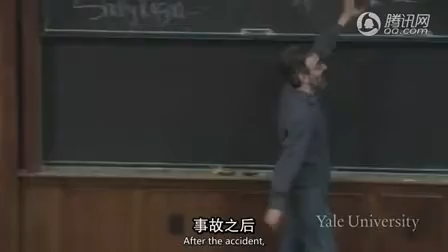 腾讯网
QQ.com
事故之后
After the accident,
Yale University